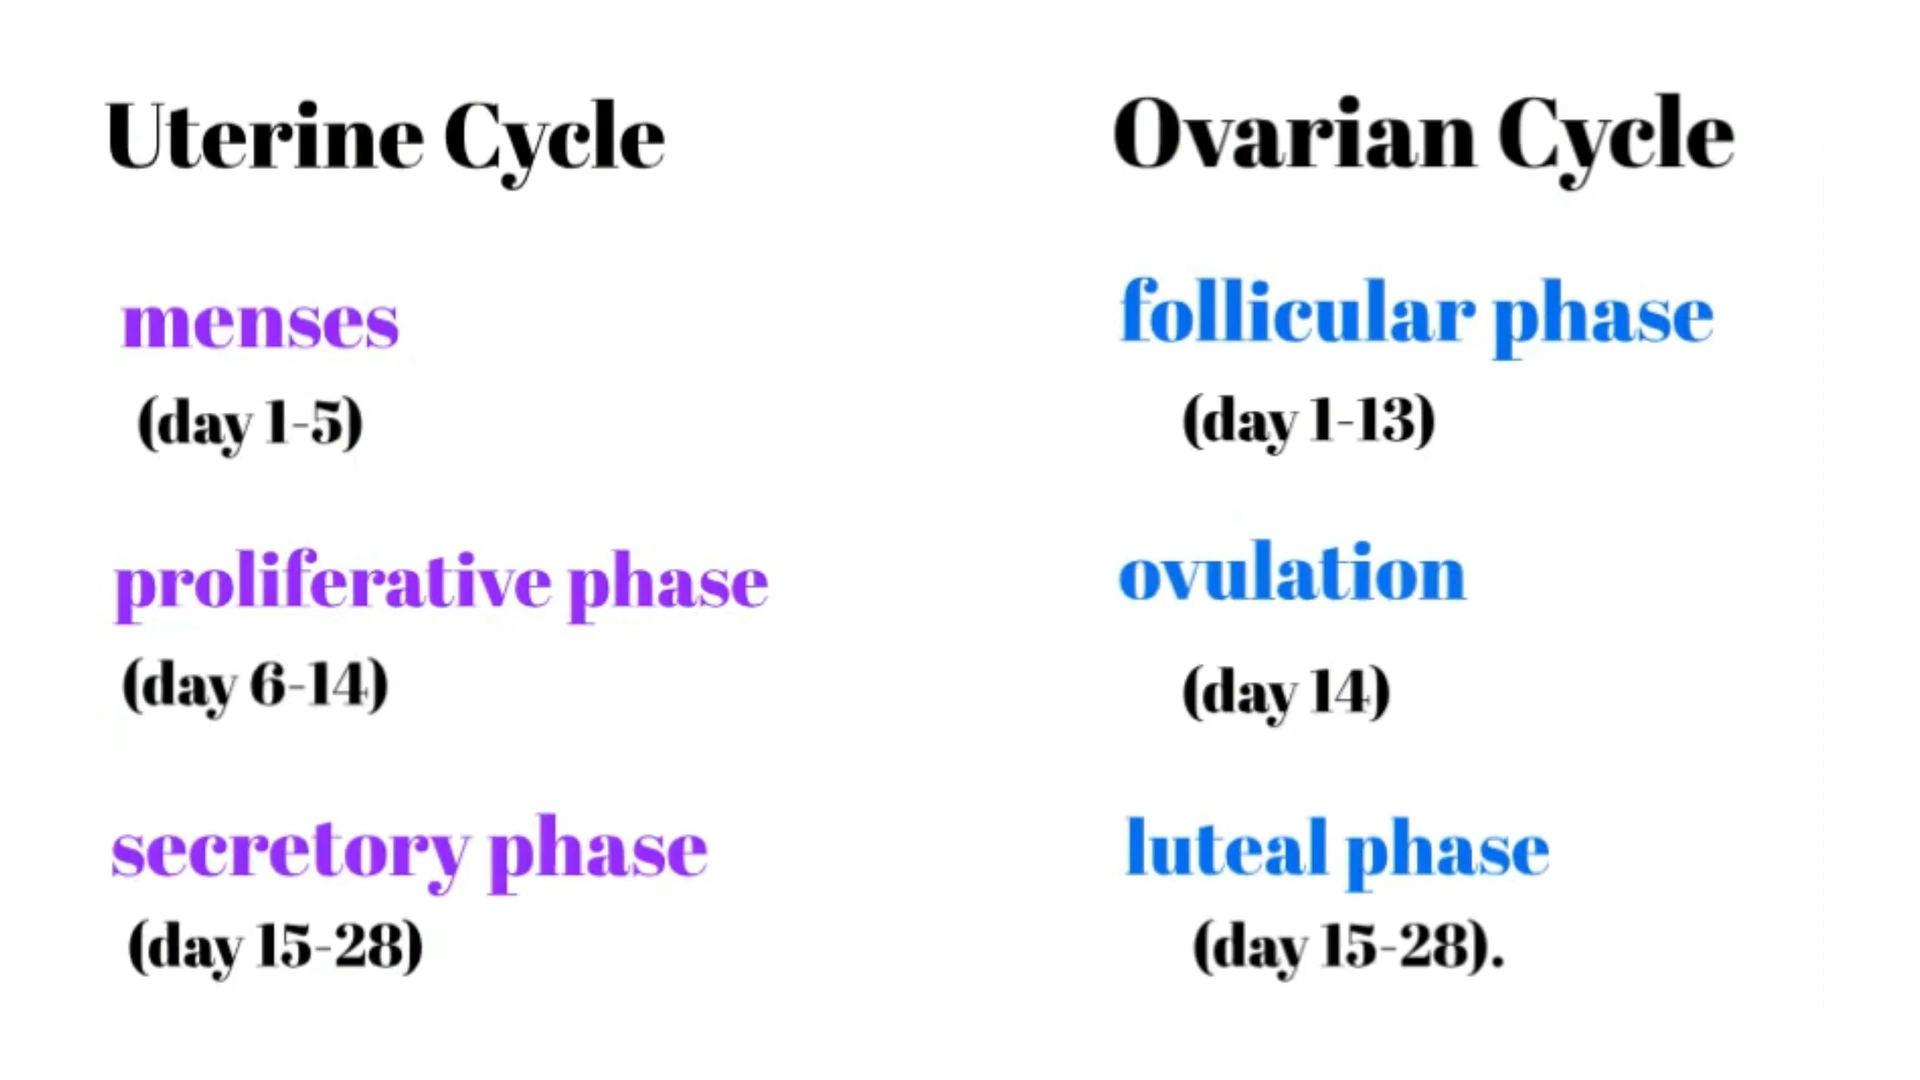 Uterine Cycle
menses
(day 1-5)
proliferative phase
(day 6-14)
secretory phase
(day 15-28)
Ovarian Cycle
follicular phase
(day 1-13)
ovulation
(day 14)
luteal phase
(day 15-28).